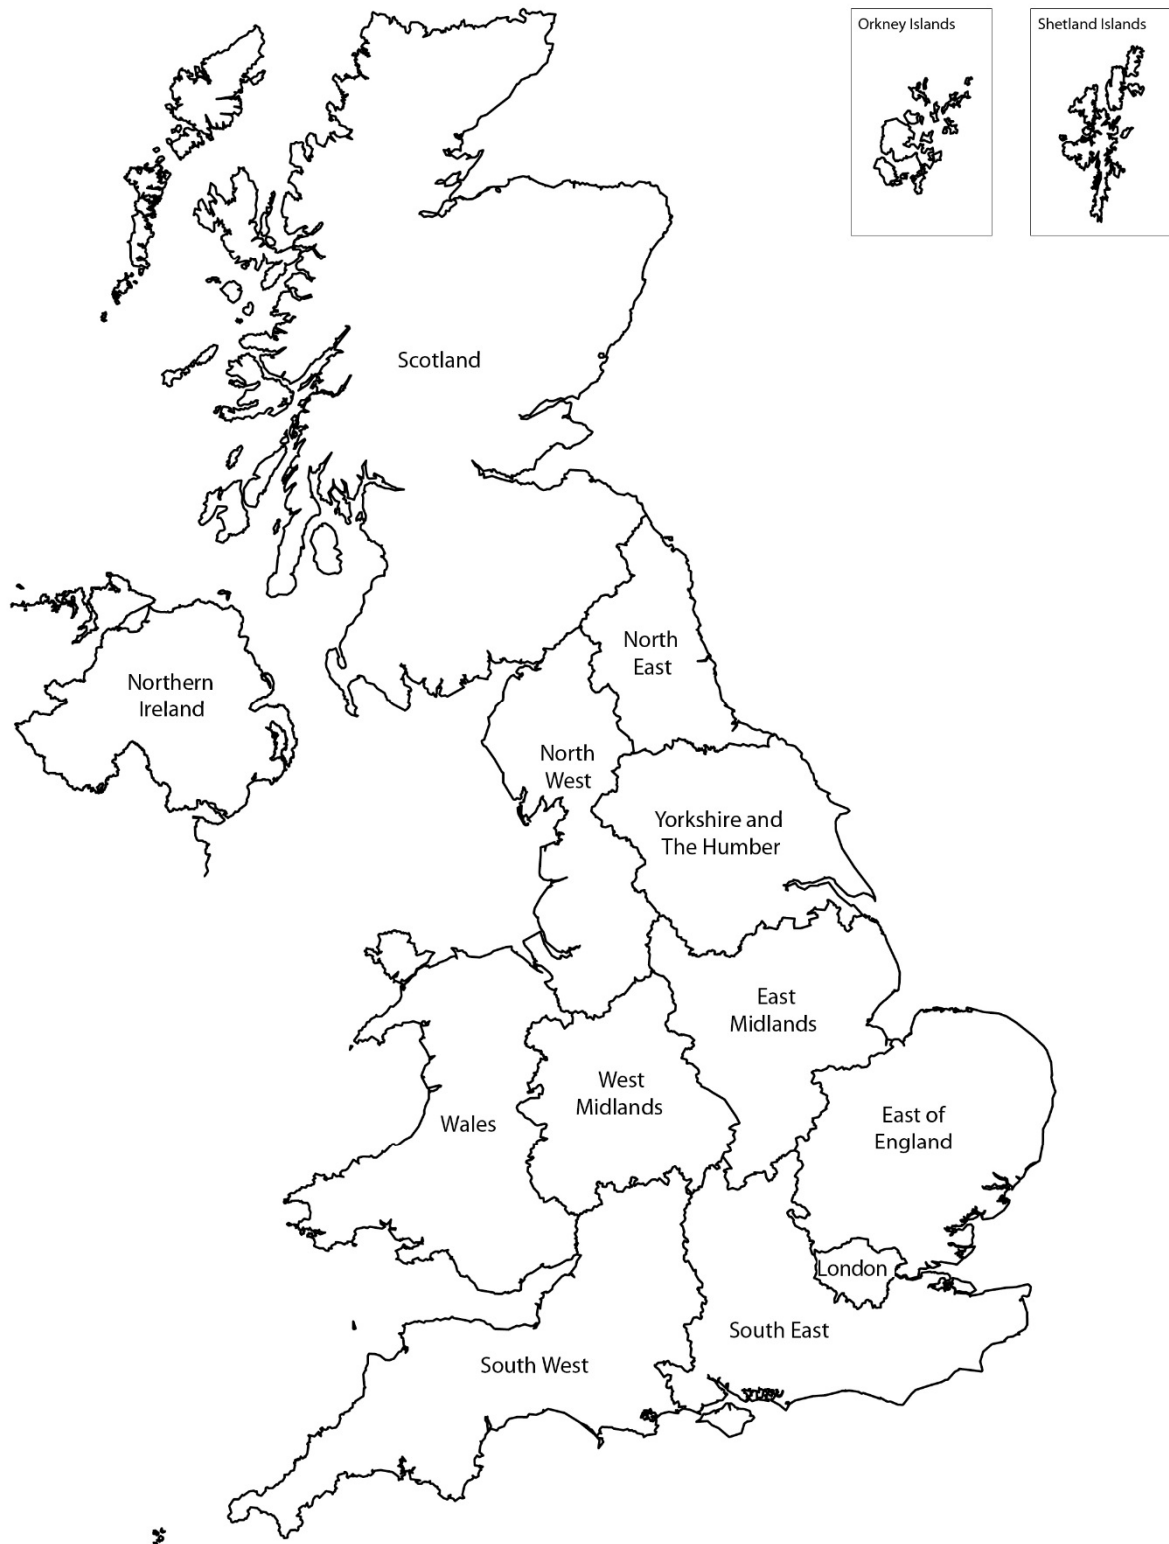 Orkney Islands
Shetland Islands
Scotland
North
East
Northern
Ireland
North
West
Yorkshire and
The Humber
East
Midlands
West
Midlands
Wales
East of
England
London
South East
South West